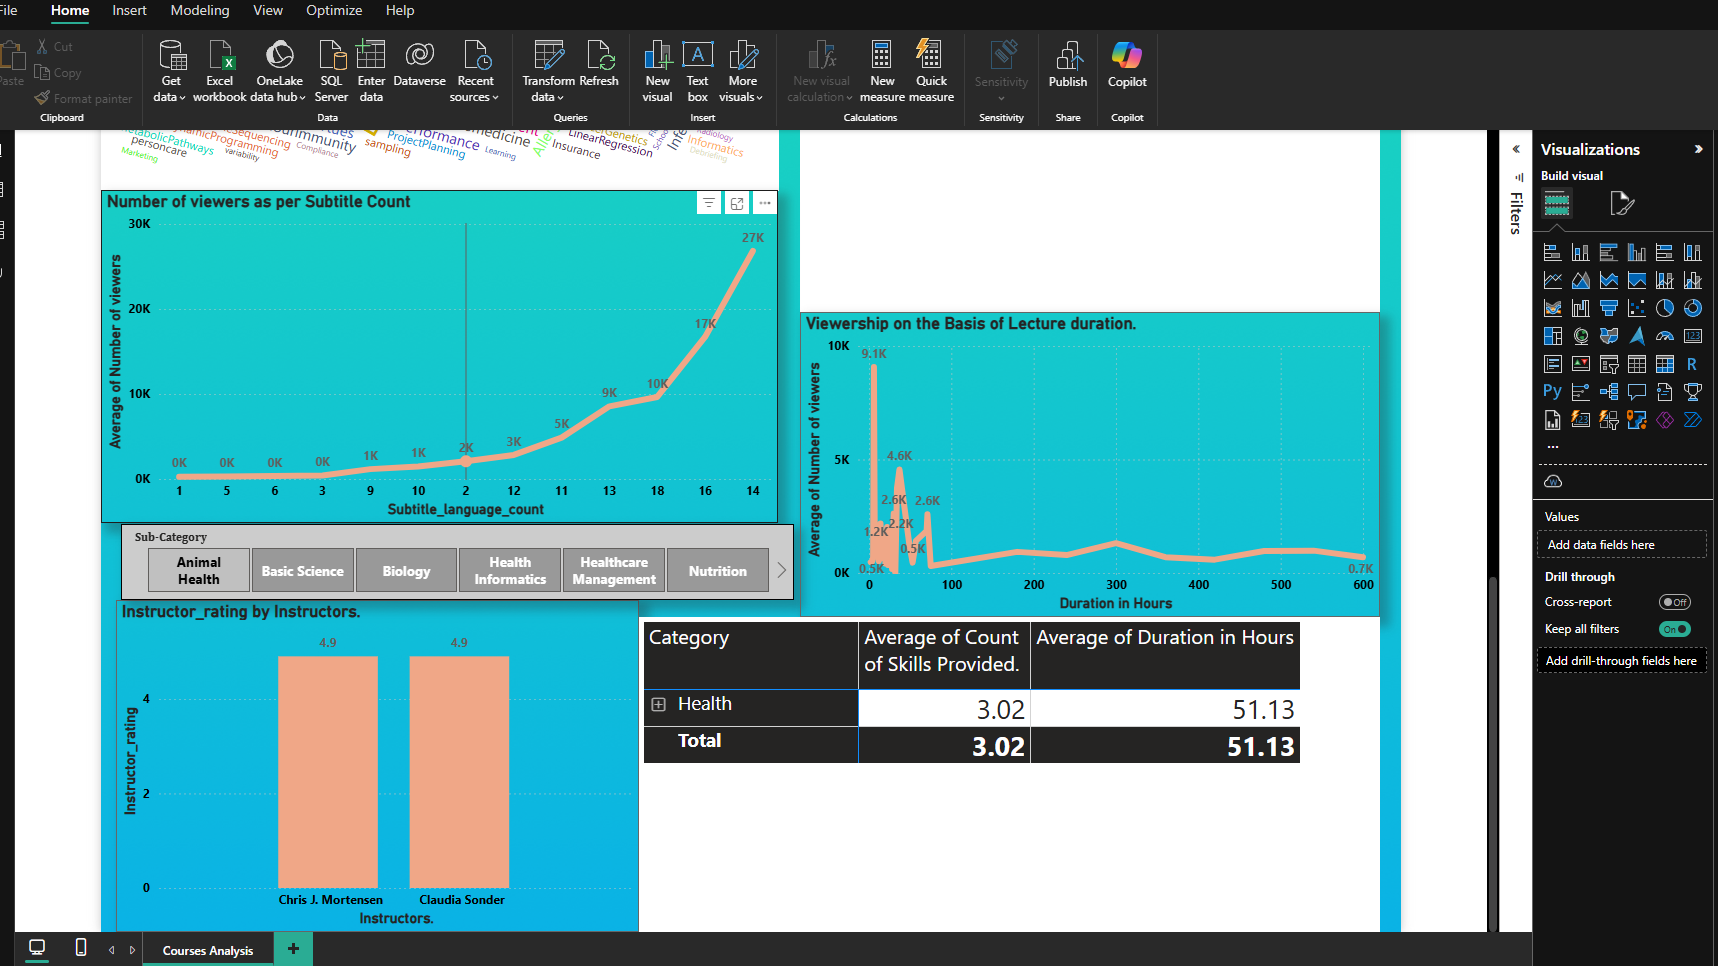 File Home Insert Modeling View Optimize Help
Paste
Cut
Copy
Format painter
Clipboard
Get data
Excel workbook
OneLake data hub
SQL Server
Enter data
Dataverse
Recent sources
Data
Transform data
Refresh
Queries
New visual
Text box
More visuals
Insert
New visual calculation
New measure
Quick measure
Calculations
Sensitivity
Sensitivity
Publish
Share
Copilot
Copilot
personcare
Marketing
variability
Compliance
sampling
ProjectPlanning
Learning
Insurance
LinearRegression
Radiology
Informatics
Debriefing
Number of viewers as per Subtitle Count
Average of Number of viewers
30K
20K
10K
0K
0K 0K 0K 0K 1K 1K 2K 3K 5K 9K 10K 17K 27K
1 5 6 3 9 10 2 12 11 13 18 16 14
Subtitle_language_count
Sub-Category
Animal Health
Basic Science
Biology
Health Informatics
Healthcare Management
Nutrition
Viewership on the Basis of Lecture duration.
Average of Number of viewers
10K
5K
0K
9.1K
4.6K
2.6K
2.6K
2.2K
1.2K
0.5K
0.5K
0.7K
0 100 200 300 400 500 600
Duration in Hours
Instructor_rating by Instructors.
Instructor_rating
4.9 4.9
4
2
0
Chris J. Mortensen Claudia Sonder
Instructors.
Category Average of Count of Skills Provided. Average of Duration in Hours
Health 3.02 51.13
Total 3.02 51.13
Filters
Visualizations
Build visual
123
R
Py
123
...
Values
Add data fields here
Drill through
Cross-report Off
Keep all filters On
Add drill-through fields here
Courses Analysis